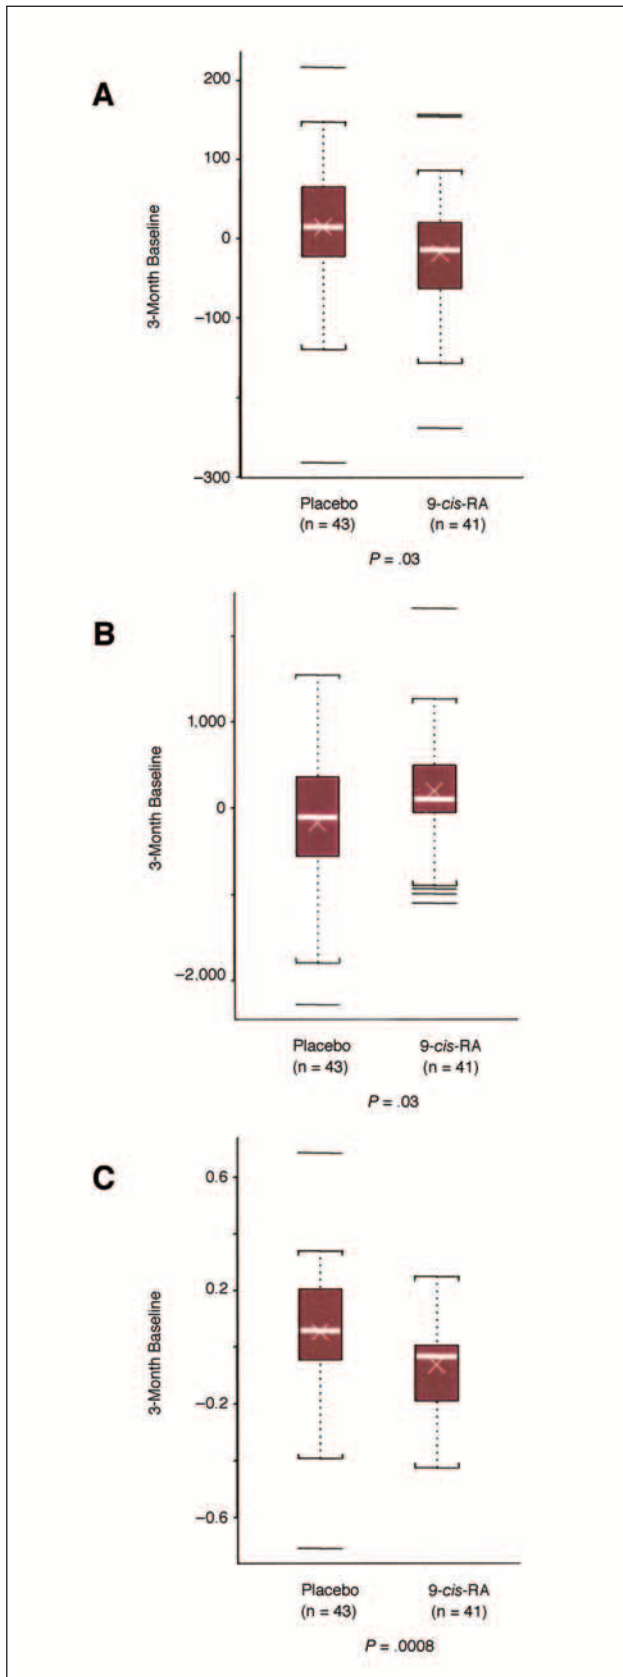 A
200
100
0
−100
−300
3-Month Baseline
Placebo
(n = 43)
9-cis-RA
(n = 41)
P = .03
B
1,000
0
−2,000
3-Month Baseline
Placebo
(n = 43)
9-cis-RA
(n = 41)
P = .03
C
0.6
0.2
−0.2
−0.6
3-Month Baseline
Placebo
(n = 43)
9-cis-RA
(n = 41)
P = .0008